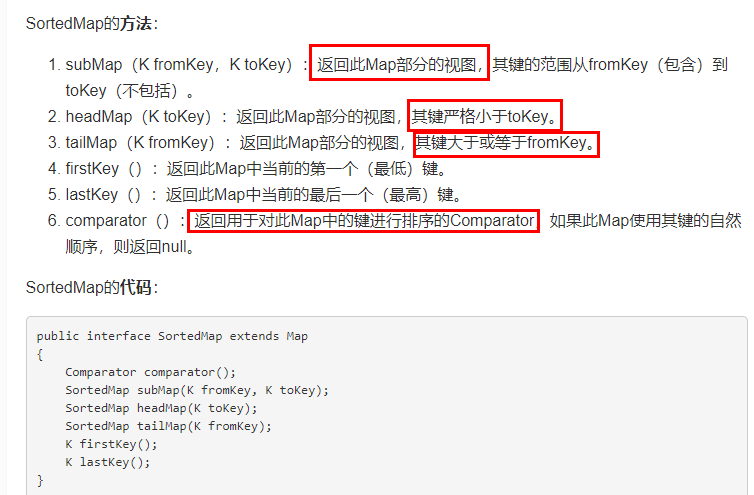 SortedMap的方法：
1. subMap（K fromKey，K toKey）：返回此Map部分的视图，其键的范围从fromKey（包含）到
toKey（不包括）。
2. headMap（K toKey）：返回此Map部分的视图，其键严格小于toKey。
3. tailMap（K fromKey）：返回此Map部分的视图，其键大于或等于fromKey。
4. firstKey（）：返回此Map中当前的第一个（最低）键。
5. lastKey（）：返回此Map中当前的最后一个（最高）键。
6. comparator（）：返回用于对此Map中的键进行排序的Comparator 如果此Map使用其键的自然
顺序，则返回null。
SortedMap的代码：
public interface SortedMap extends Map
{
    Comparator comparator();
    SortedMap subMap(K fromKey, K toKey);
    SortedMap headMap(K toKey);
    SortedMap tailMap(K fromKey);
    K firstKey();
    K lastKey();
}